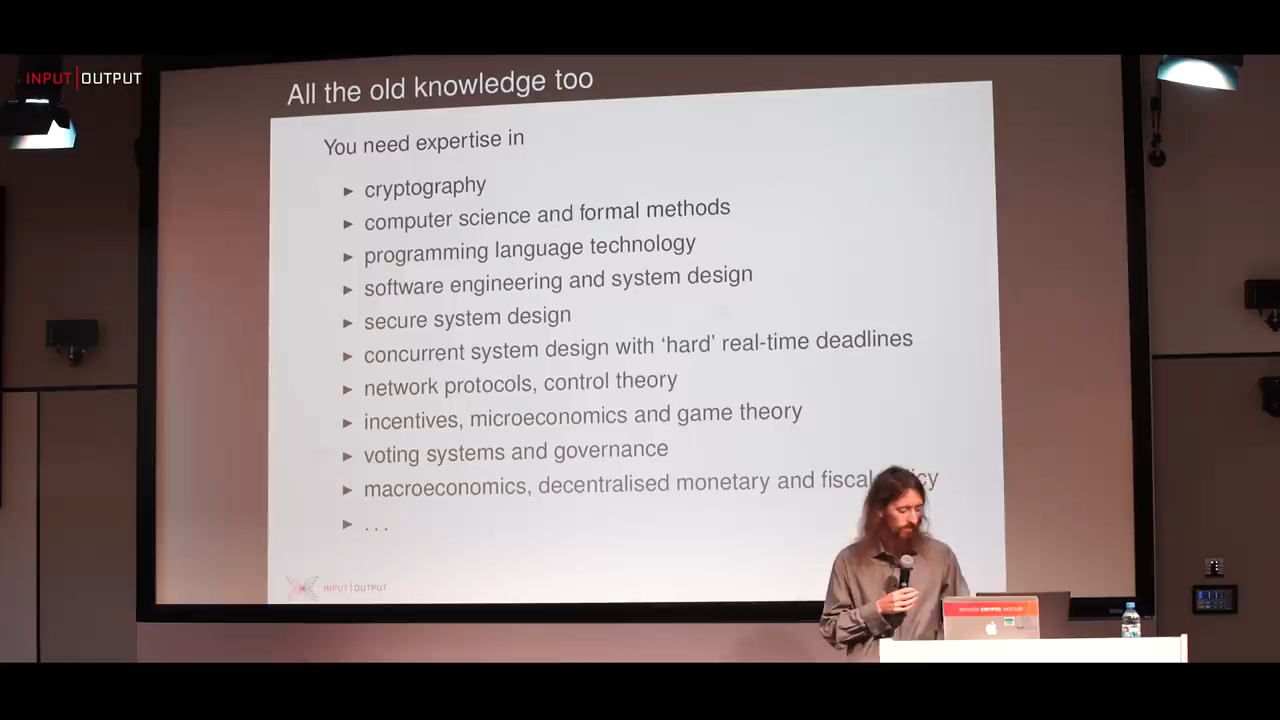 INPUT|OUTPUT
All the old knowledge too
You need expertise in
▶ cryptography
▶ computer science and formal methods
▶ programming language technology
▶ software engineering and system design
▶ secure system design
▶ concurrent system design with ‘hard’ real-time deadlines
▶ network protocols, control theory
▶ incentives, microeconomics and game theory
▶ voting systems and governance
▶ macroeconomics, decentralised monetary and fiscal
▶ . . .
INPUT|OUTPUT